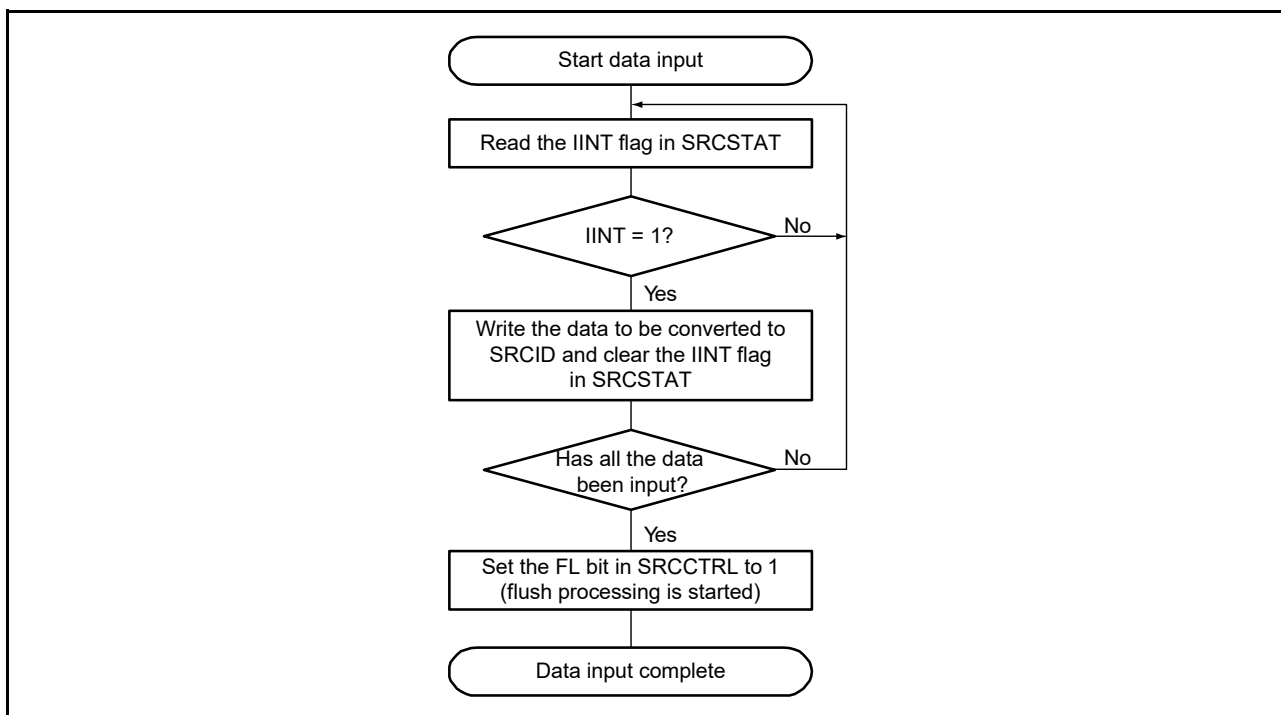 Start data input
Read the IINT flag in SRCSTAT
IINT = 1?
No
Yes
Write the data to be converted to
SRCID and clear the IINT flag
in SRCSTAT
Has all the data
been input?
No
Yes
Set the FL bit in SRCCTRL to 1
(flush processing is started)
Data input complete